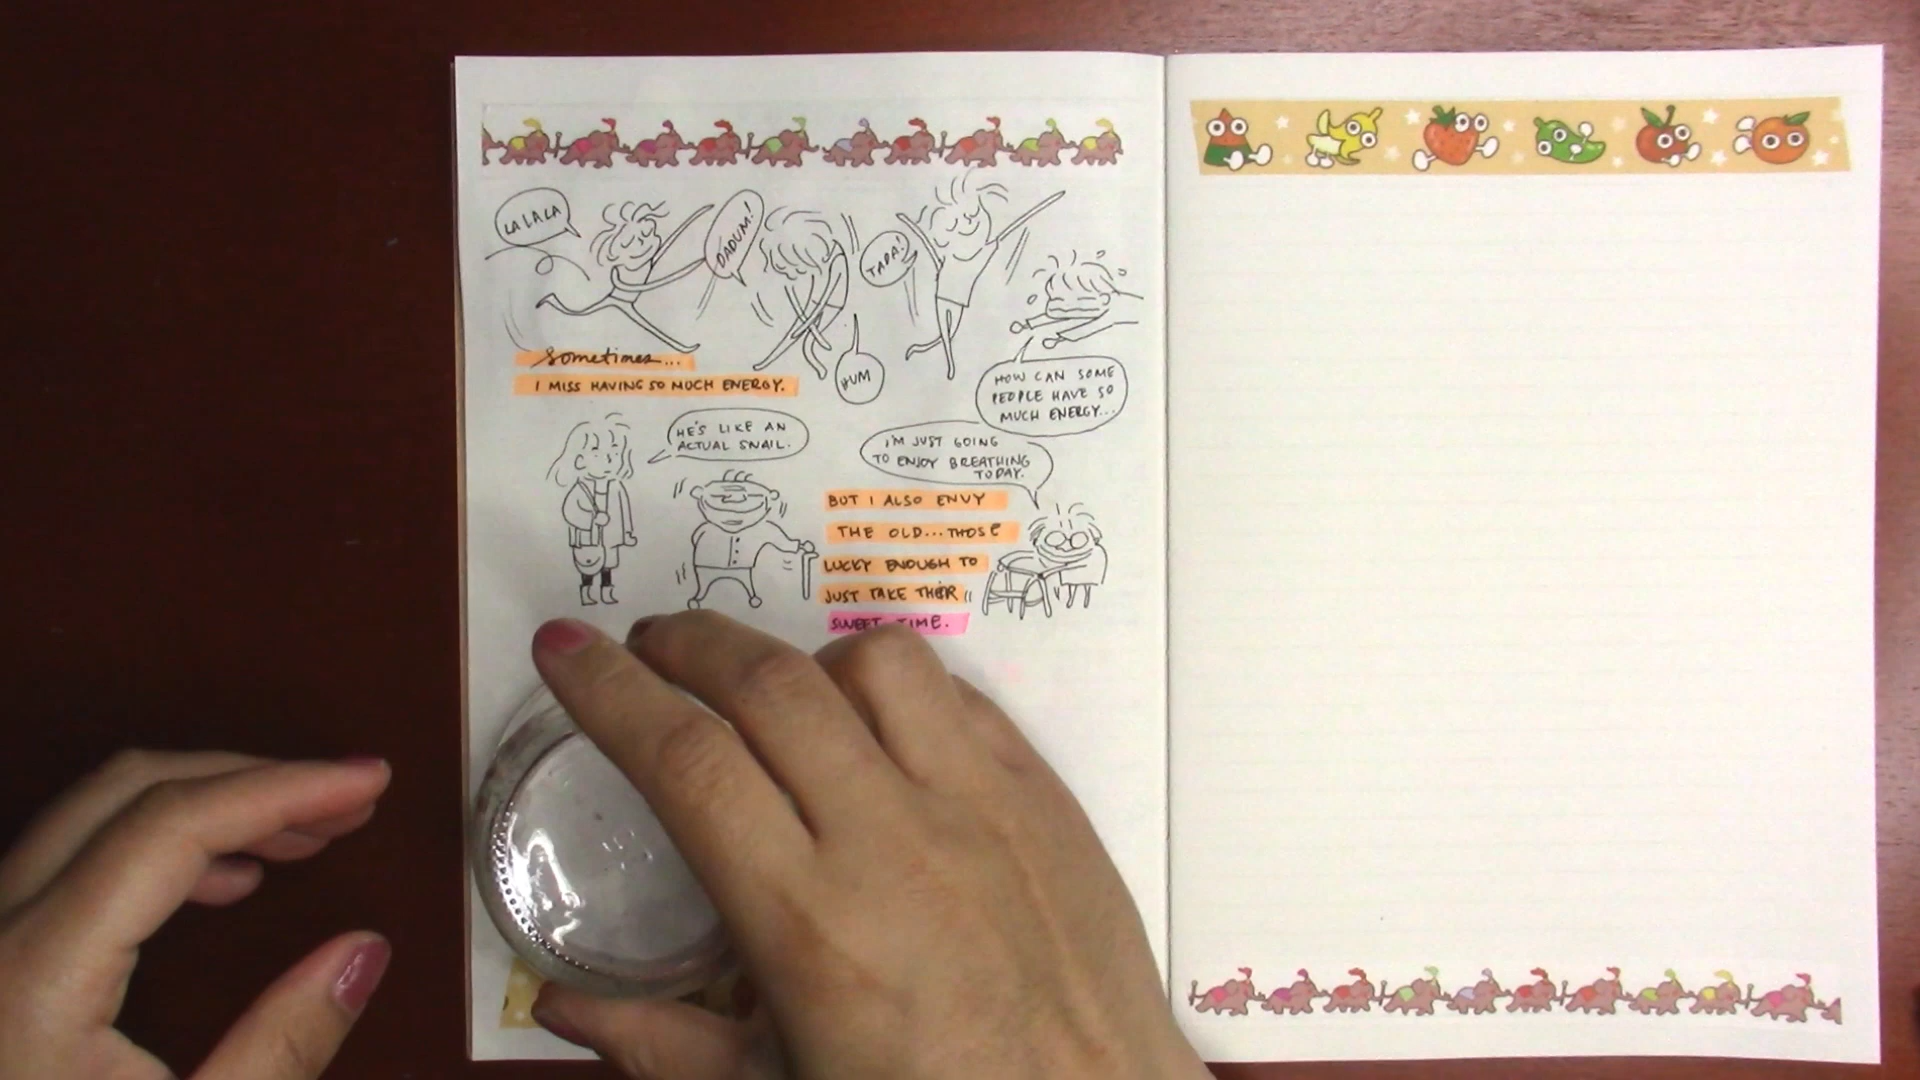 LA LA LA
DADUM!
TADA!
HUM
HOW CAN SOME
PEOPLE HAVE SO
MUCH ENERGY...
Sometimes...
I MISS HAVING SO MUCH ENERGY.
HE'S LIKE AN
ACTUAL SNAIL.
I'M JUST GOING
TO ENJOY BREATHING
TODAY.
BUT I ALSO ENVY
THE OLD...THOSE
LUCKY ENOUGH TO
JUST TAKE THEIR
SWEET TIME.